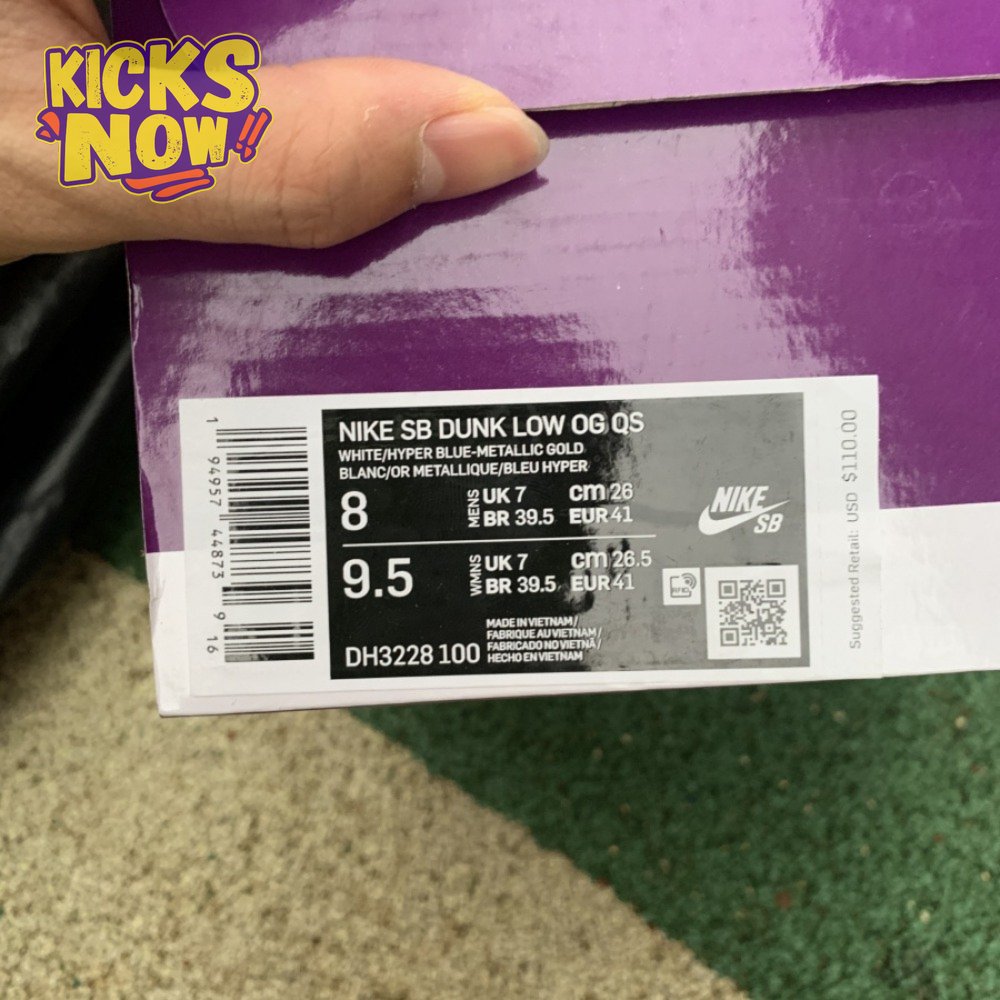 KICKS
NOW!!
NIKE SB DUNK LOW OG QS
WHITE/HYPER BLUE-METALLIC GOLD
BLANC/OR METALLIQUE/BLEU HYPER
8 MENS UK 7 cm 26
BR 39.5 EUR 41
9.5 WMNS UK 7 cm 26.5
BR 39.5 EUR 41
DH3228 100
MADE IN VIETNAM/
FABRIQUE AU VIETNAM/
FABRICADO NO VIETNÃ/
HECHO EN VIETNAM
NIKE
SB
RFID
1 94957 44873 9 16
Suggested Retail: USD $110.00